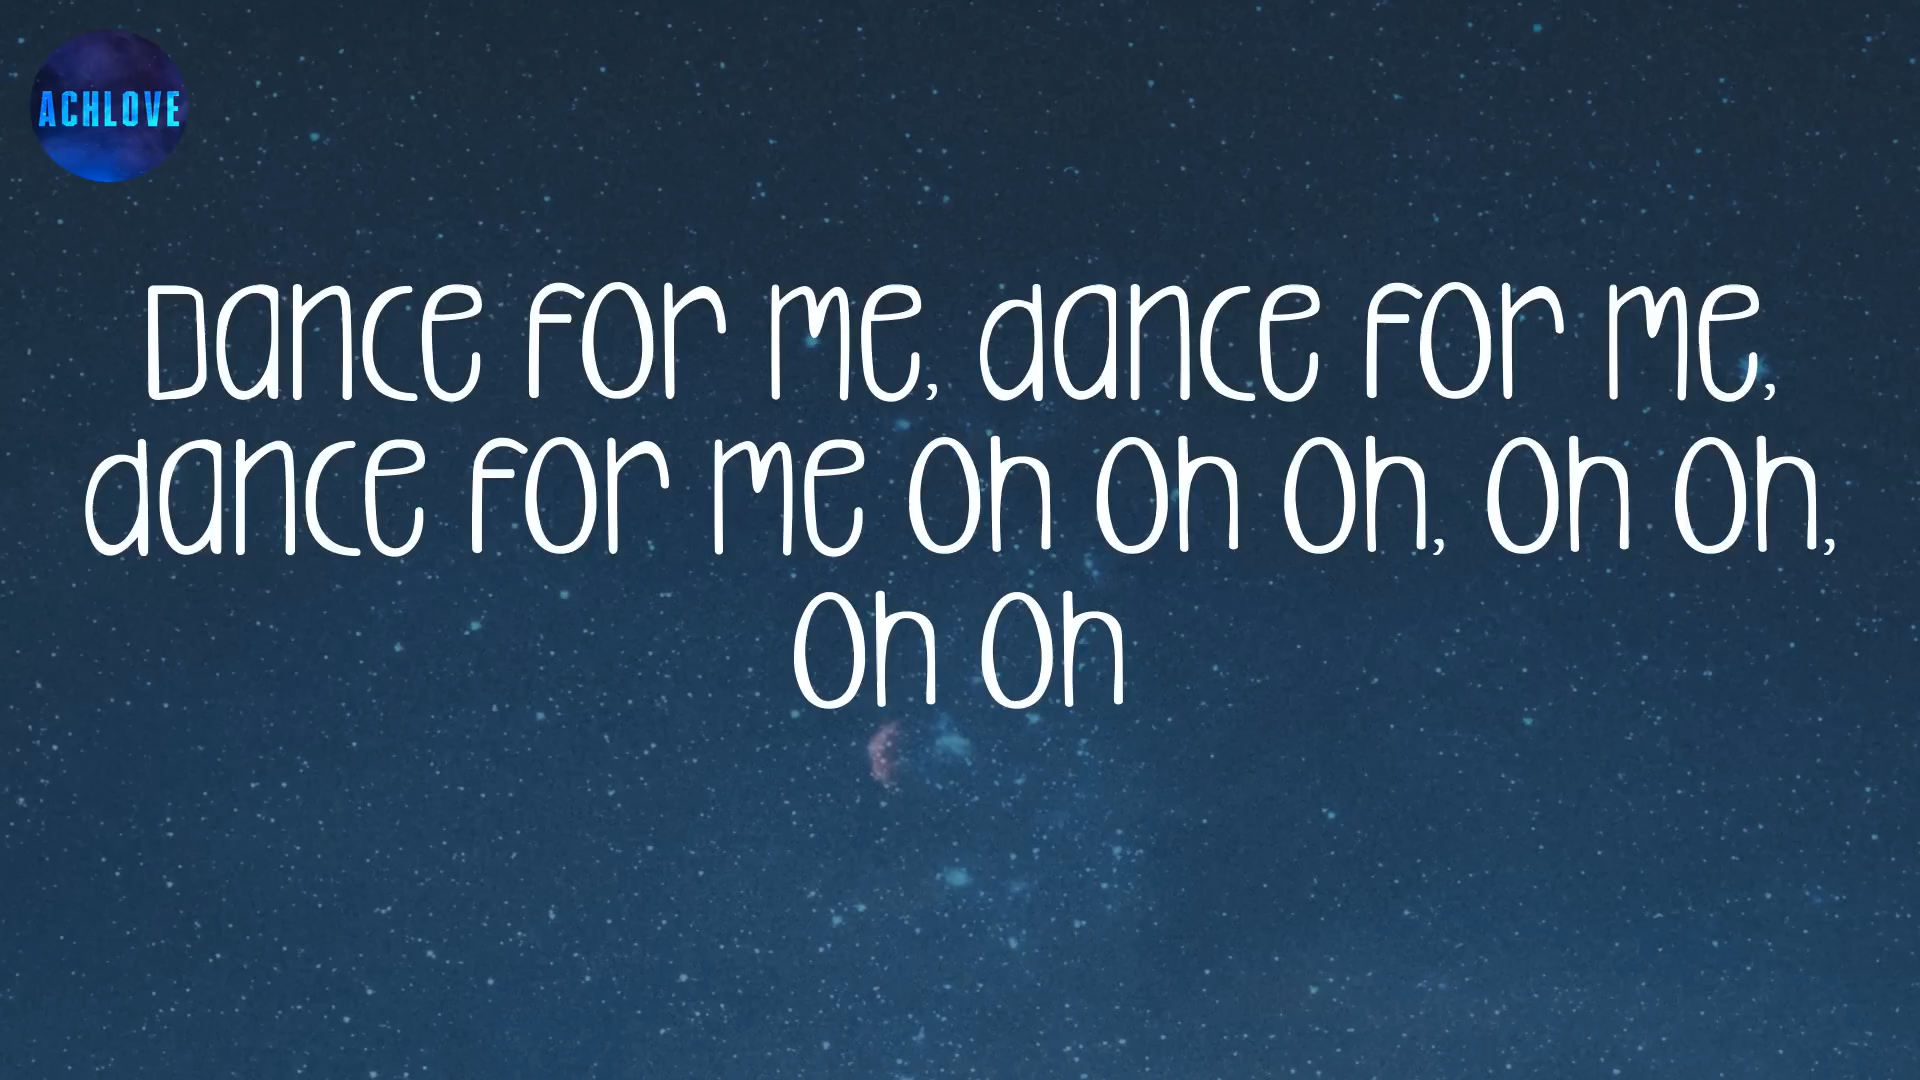 ACHLOVE
Dance for me, dance for me,
dance for me oh oh oh, oh oh,
oh oh